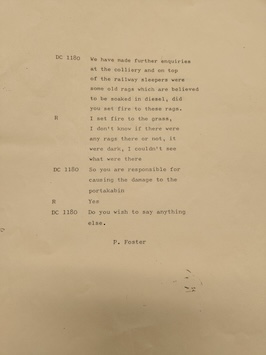 DC 1180 We have made further enquiries
at the colliery and on top
of the railway sleepers were
some old rags which are believed
to be soaked in diesel, did
you set fire to these rags.
R I set fire to the grass,
I don't know if there were
any rags there or not, it
were dark, I couldn't see
what were there
DC 1180 So you are responsible for
causing the damage to the
portakabin
R Yes
DC 1180 Do you wish to say anything
else.
P. Foster